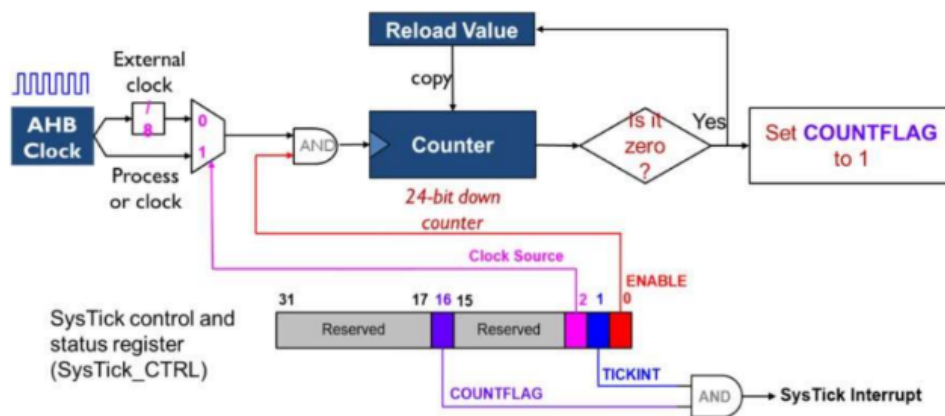 Reload Value
External
clock
copy
/
8
0
1
AHB
Clock
Process
or clock
AND
Counter
Is it
zero
?
Yes
Set COUNTFLAG
to 1
24-bit down
counter
Clock Source
ENABLE
31
17
16
15
2
1
0
SysTick control and
status register
(SysTick_CTRL)
Reserved
Reserved
TICKINT
COUNTFLAG
AND
SysTick Interrupt